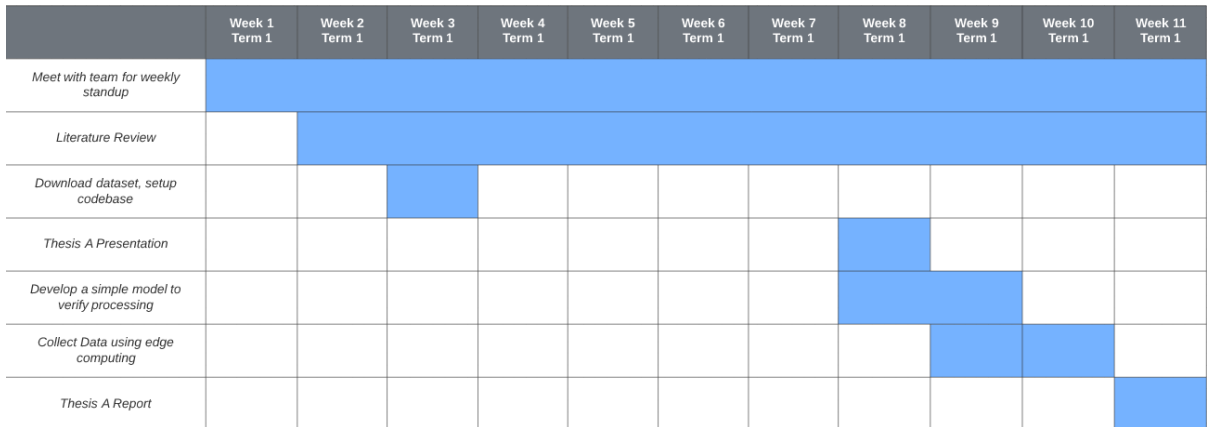 Week 1 Week 2 Week 3 Week 4 Week 5 Week 6 Week 7 Week 8 Week 9 Week 10 Week 11
Term 1 Term 1 Term 1 Term 1 Term 1 Term 1 Term 1 Term 1 Term 1 Term 1 Term 1
Meet with team for weekly
standup
Literature Review
Download dataset, setup
codebase
Thesis A Presentation
Develop a simple model to
verify processing
Collect Data using edge
computing
Thesis A Report